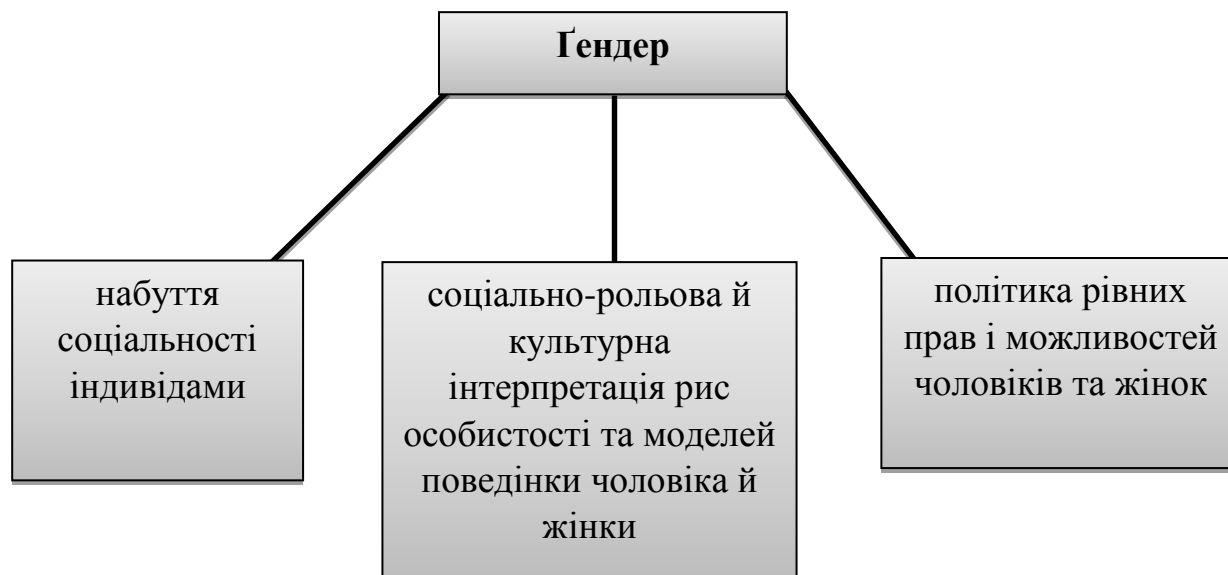 Ґендер
набуття
соціальності
індивідами
соціально-рольова й
культурна
інтерпретація рис
особистості та моделей
поведінки чоловіка й
жінки
політика рівних
прав і можливостей
чоловіків та жінок